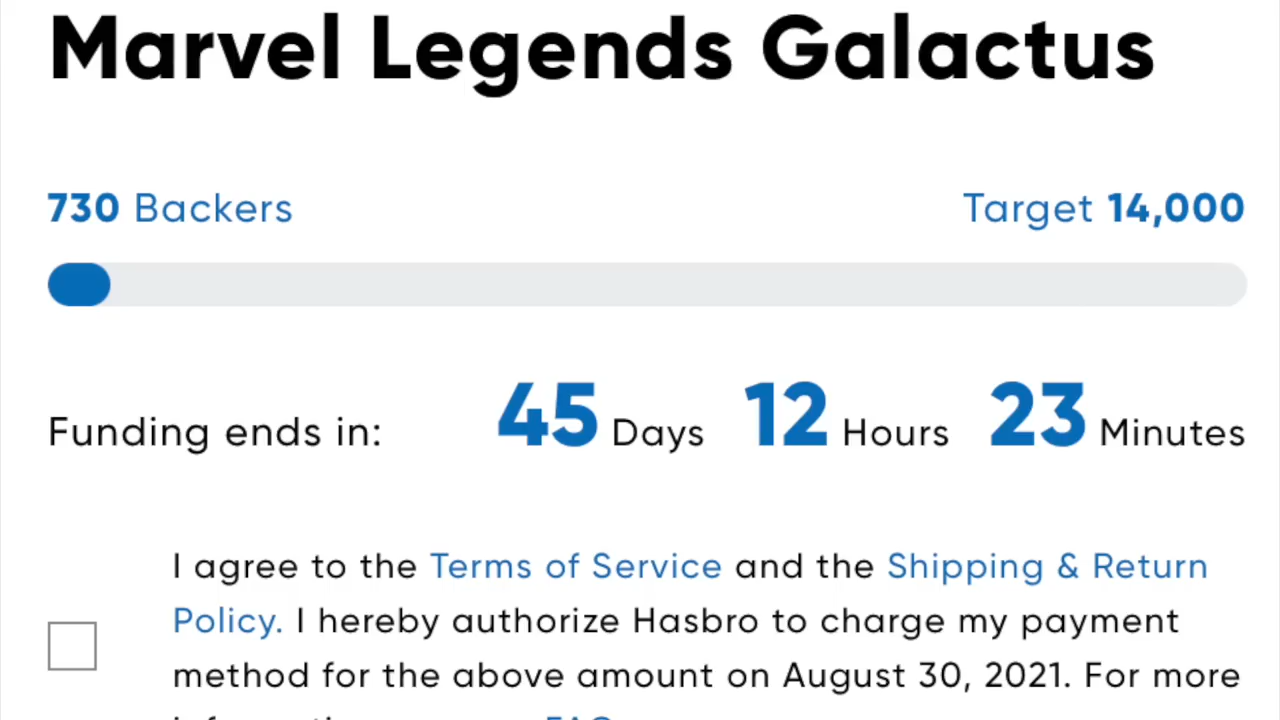 Marvel Legends Galactus
730 Backers Target 14,000
Funding ends in: 45 Days 12 Hours 23 Minutes
I agree to the Terms of Service and the Shipping & Return
Policy. I hereby authorize Hasbro to charge my payment
method for the above amount on August 30, 2021. For more